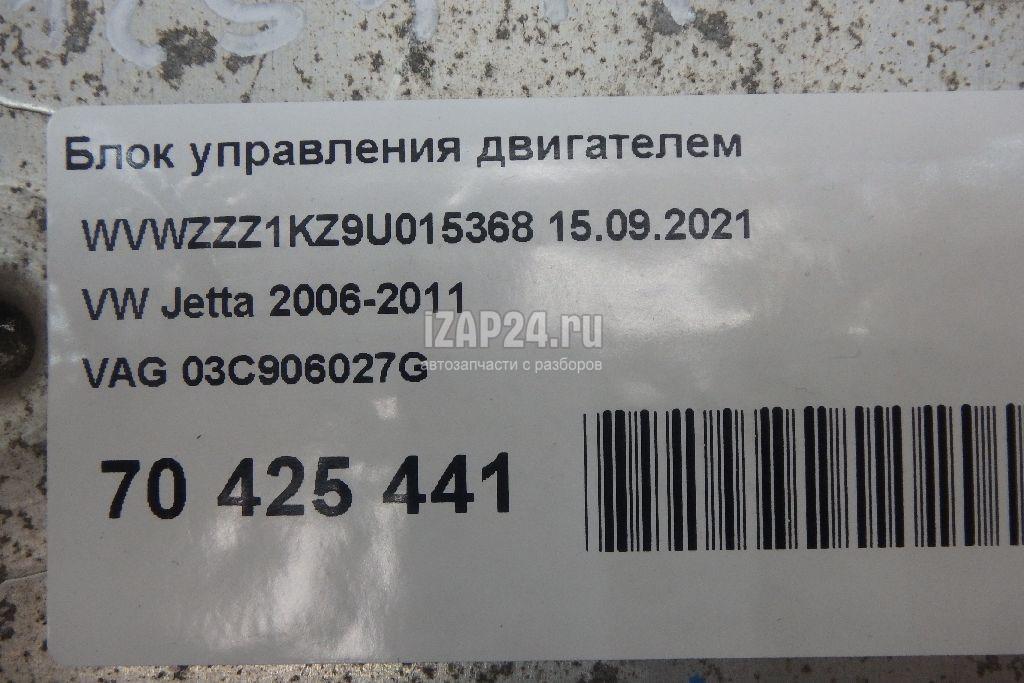 Блок управления двигателем
WVWZZZ1KZ9U015368 15.09.2021
VW Jetta 2006-2011
iZAP24.ru
автозапчасти с разборов
VAG 03C906027G
70 425 441